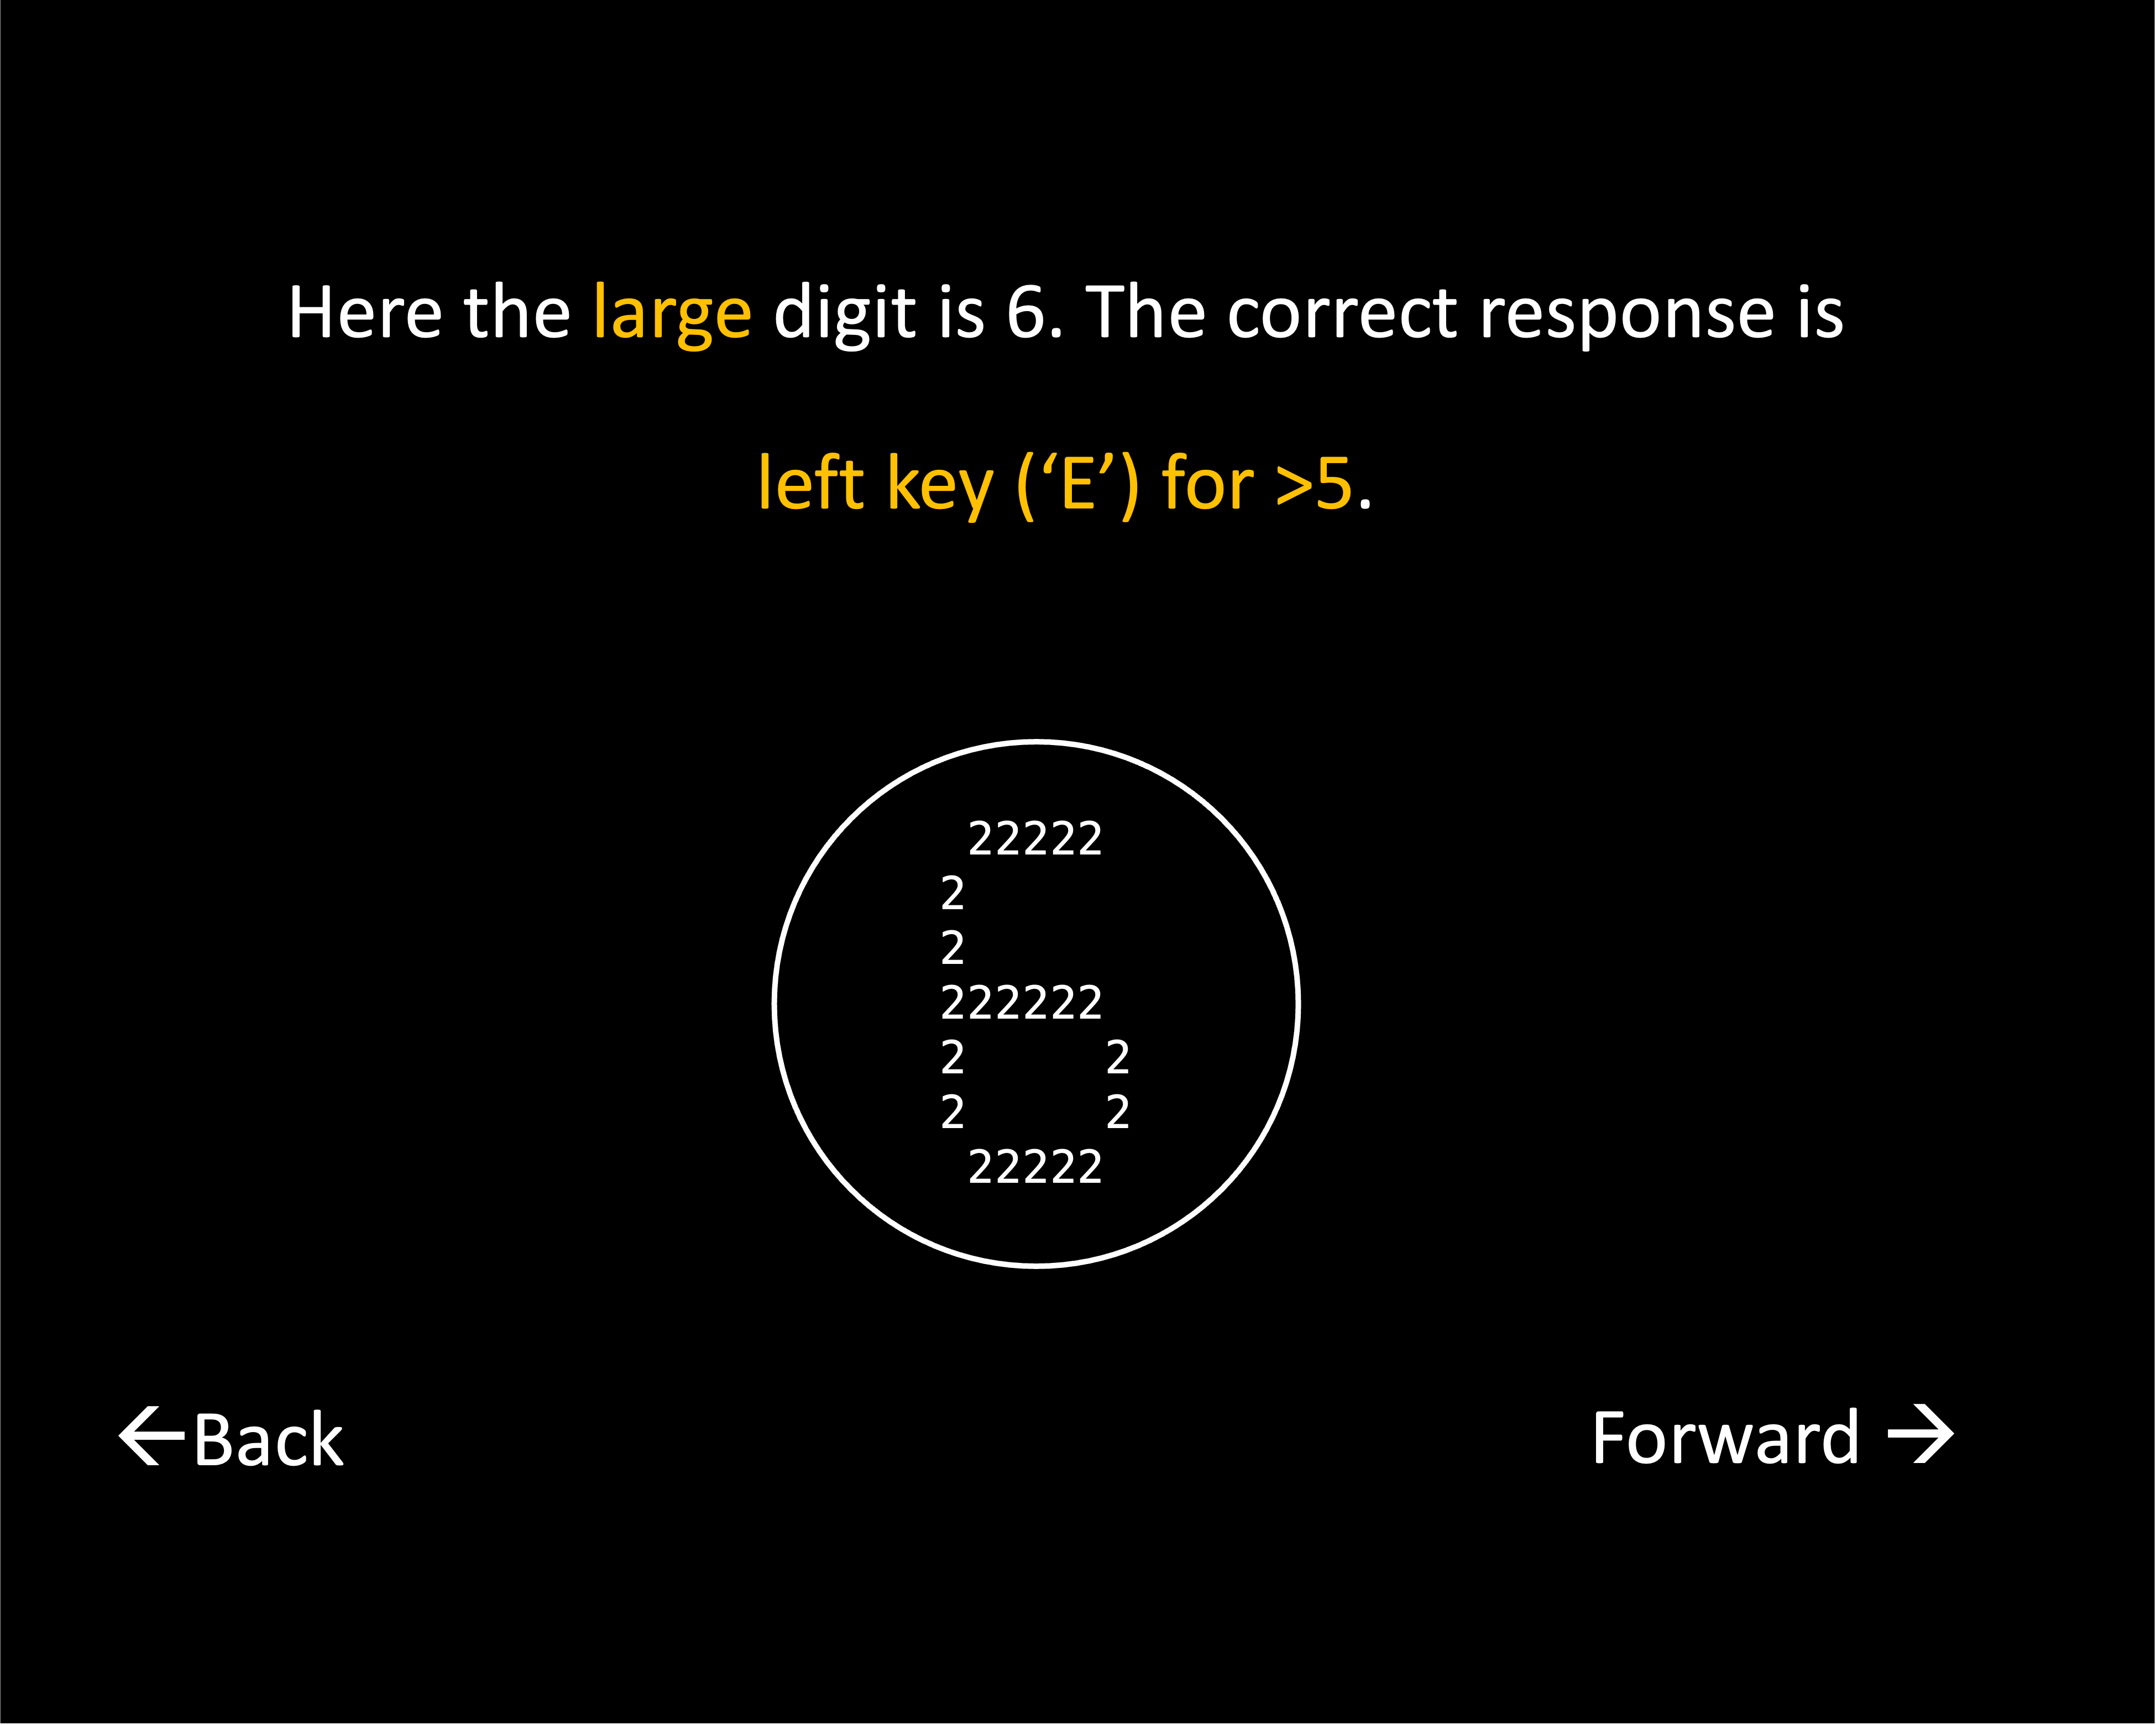 Here the large digit is 6. The correct response is
left key (‘E’) for >5.
22222
2
2
222222
2 2
2 2
22222
←Back
Forward →